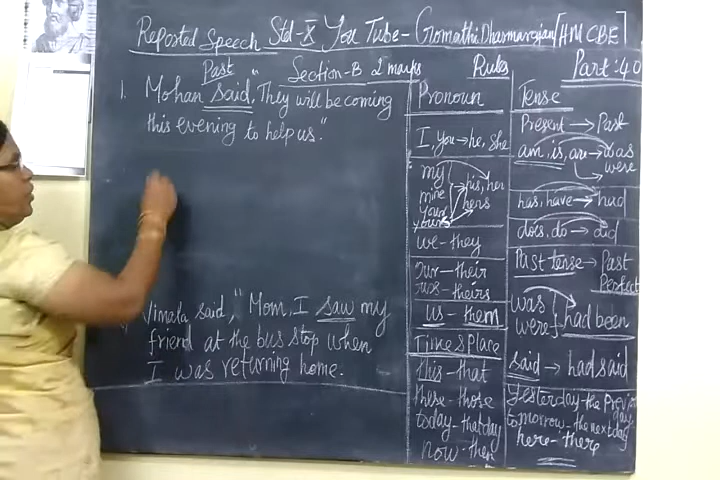 Reported Speech Std-X You Tube- Gomathi Dharmarajan [HM CBE]
Past Section-B 2 marks
1. Mohan said, "They will be coming
this evening to help us."
Vimala said, "Mom, I saw my
friend at the bus stop when
I was returning home.
Rules Part:40
Pronoun
I, you → he, she
my
mine
your
yours
his, her
hers
we - they
our - their
ours - theirs
us - them
Time & Place
this - that
these - those
today - that day
now - then
Tense
Present → Past
am, is, are → was
were
has, have → had
does, do → did
Past tense → Past
Perfect
was
were
had been
said → had said
Yesterday - the Previous
day
tomorrow - the next day
here - there